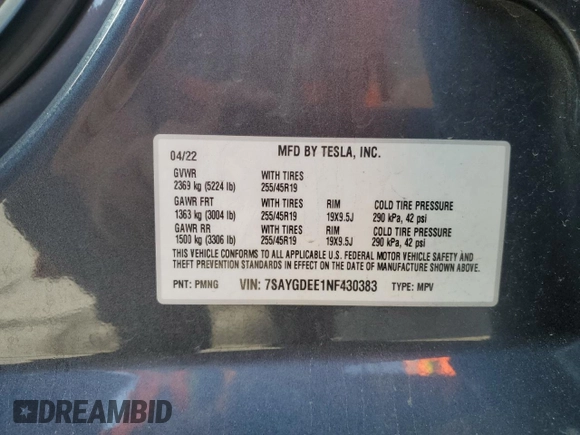 04/22 MFD BY TESLA, INC.
GVWR WITH TIRES
2369 kg (5224 lb) 255/45R19
GAWR FRT WITH TIRES RIM COLD TIRE PRESSURE
1363 kg (3004 lb) 255/45R19 19X9.5J 290 kPa, 42 psi
GAWR RR WITH TIRES RIM COLD TIRE PRESSURE
1500 kg (3306 lb) 255/45R19 19X9.5J 290 kPa, 42 psi
THIS VEHICLE CONFORMS TO ALL APPLICABLE U.S. FEDERAL MOTOR VEHICLE SAFETY AND
THEFT PREVENTION STANDARDS IN EFFECT ON THE DATE OF MANUFACTURE SHOWN ABOVE.
PNT: PMNG VIN: 7SAYGDEE1NF430383 TYPE: MPV
DREAMBID